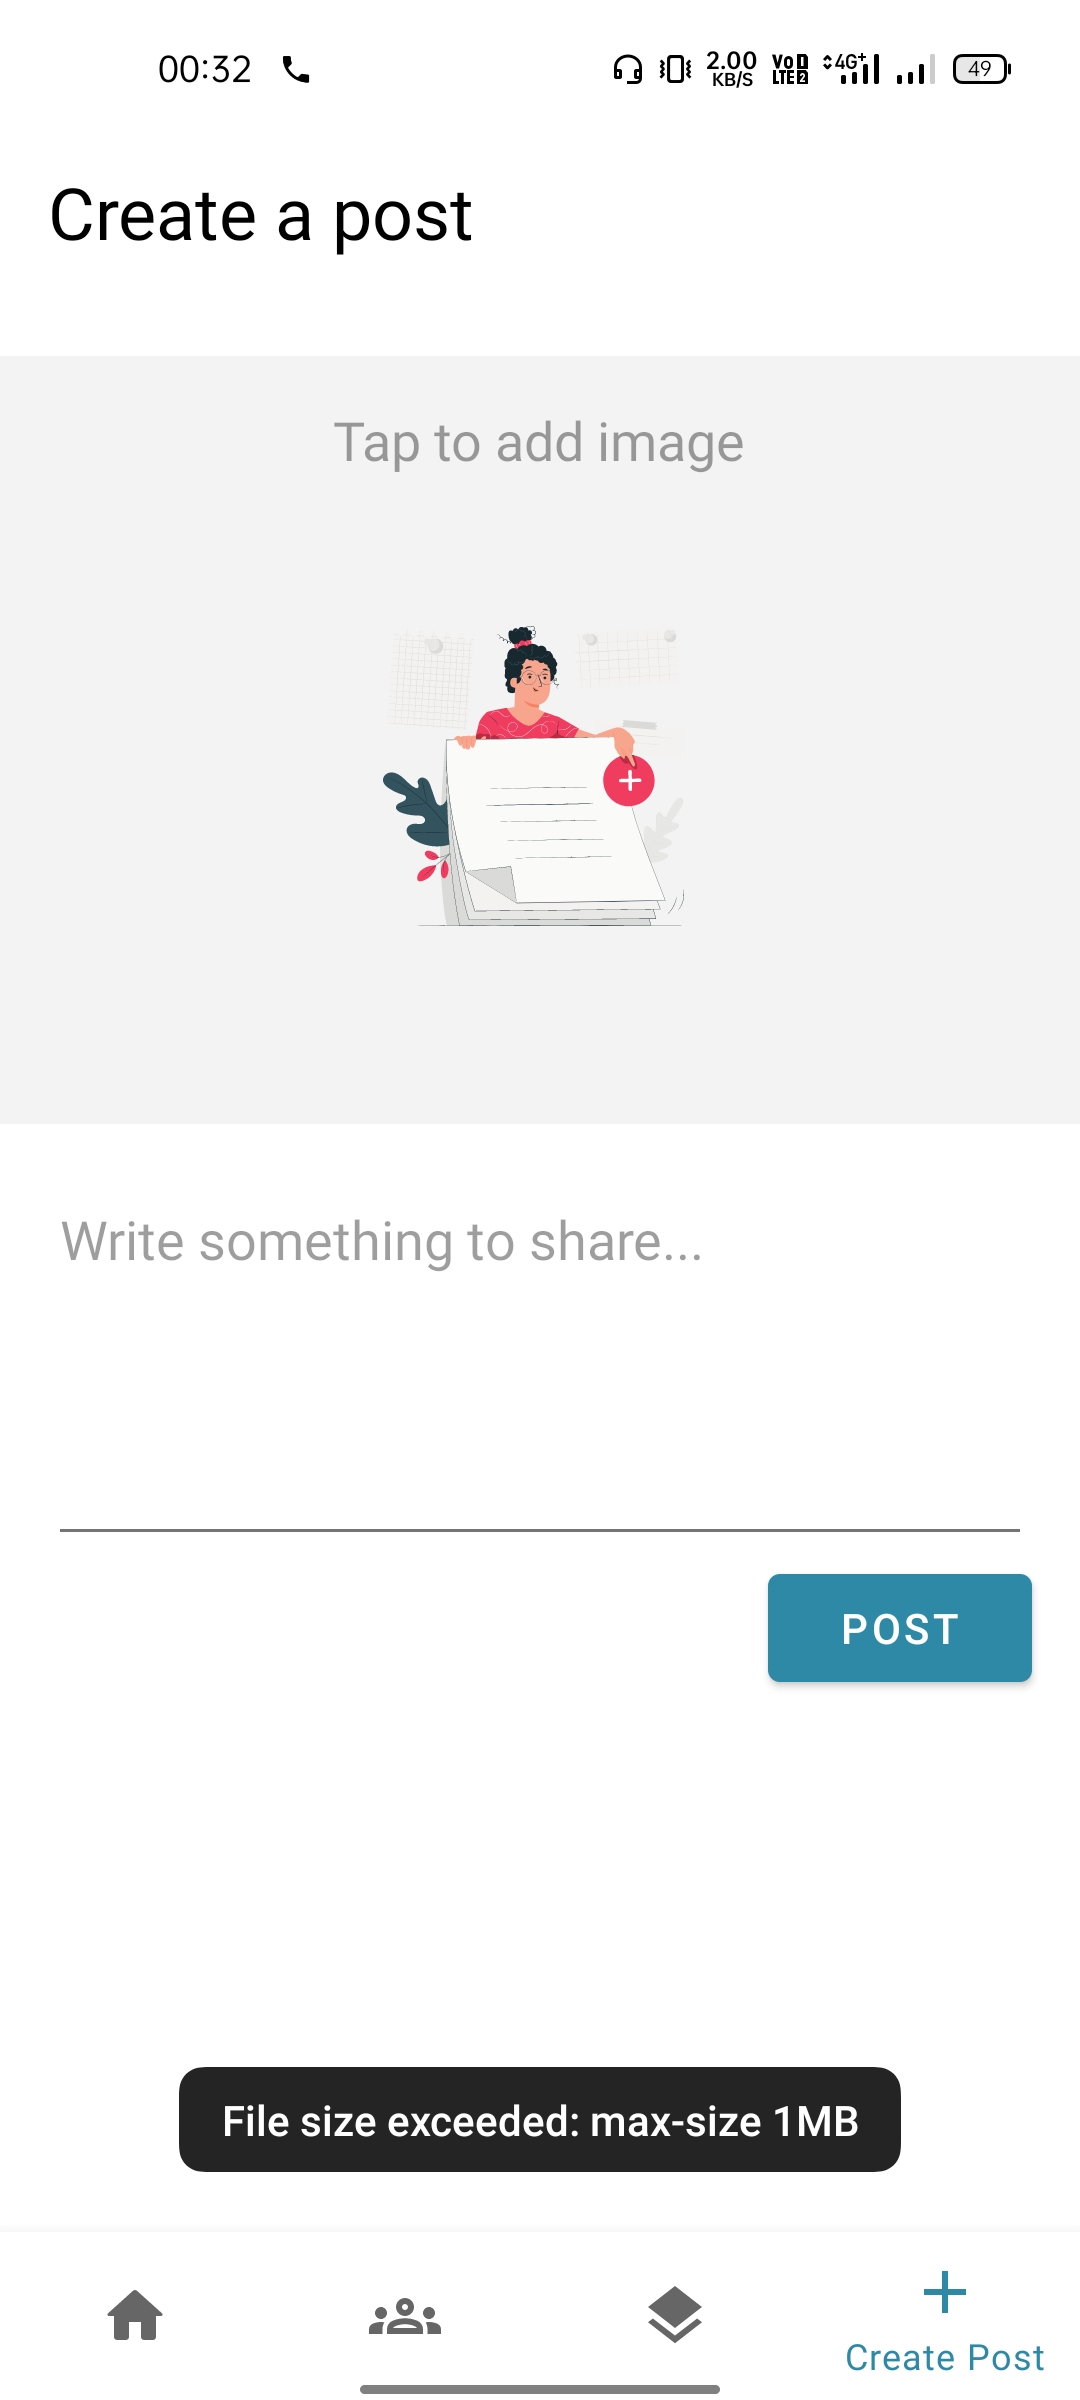 00:32 2.00 KB/S VoD LTE 2 4G+ 49
Create a post
Tap to add image
Write something to share...
POST
File size exceeded: max-size 1MB
Create Post